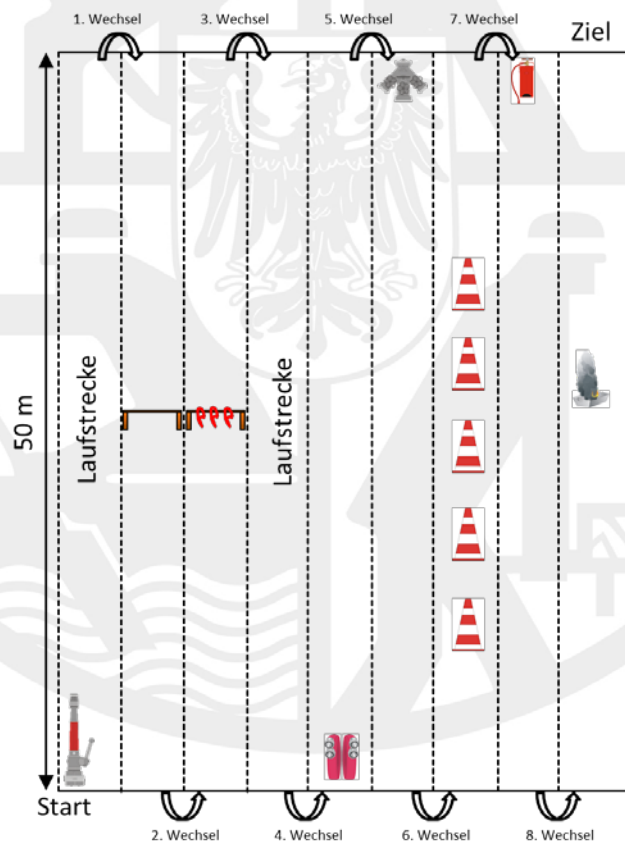 1. Wechsel
3. Wechsel
5. Wechsel
7. Wechsel
Ziel
50 m
Laufstrecke
Laufstrecke
Start
2. Wechsel
4. Wechsel
6. Wechsel
8. Wechsel